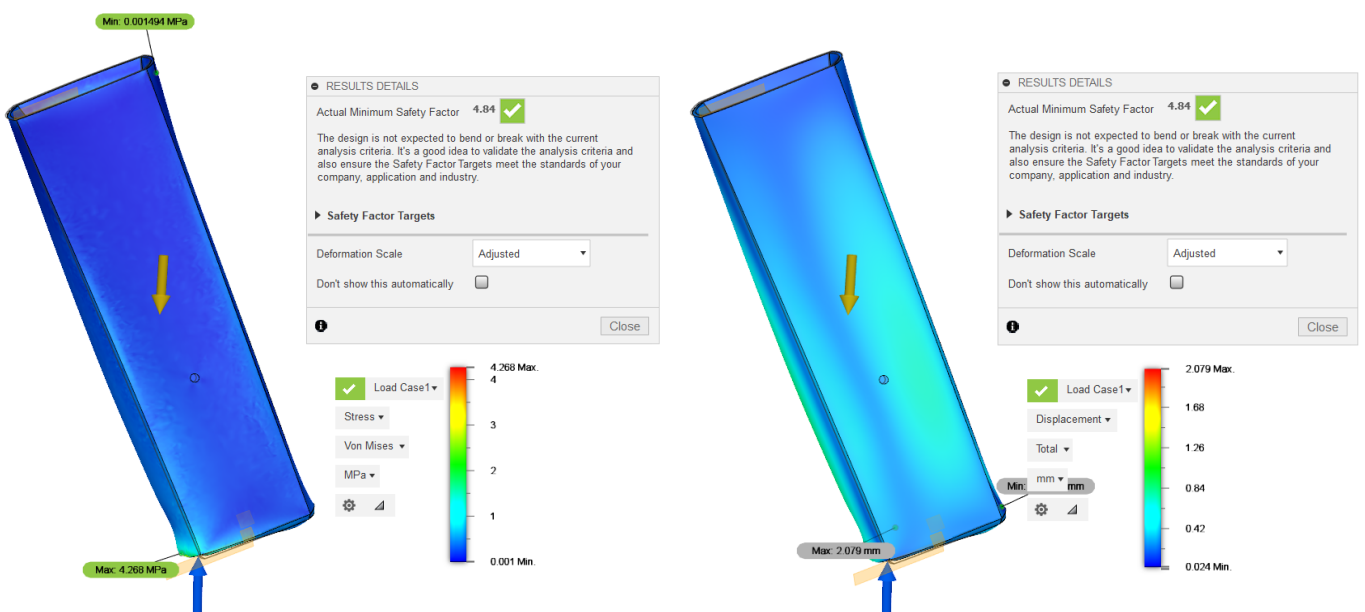 Min: 0.001494 MPa
RESULTS DETAILS
Actual Minimum Safety Factor 4.84
The design is not expected to bend or break with the current
analysis criteria. It's a good idea to validate the analysis criteria and
also ensure the Safety Factor Targets meet the standards of your
company, application and industry.
Safety Factor Targets
Deformation Scale Adjusted
Don't show this automatically
Close
Load Case1
Stress
Von Mises
MPa
4.268 Max.
4
3
2
1
0.001 Min.
Max: 4.268 MPa
RESULTS DETAILS
Actual Minimum Safety Factor 4.84
The design is not expected to bend or break with the current
analysis criteria. It's a good idea to validate the analysis criteria and
also ensure the Safety Factor Targets meet the standards of your
company, application and industry.
Safety Factor Targets
Deformation Scale Adjusted
Don't show this automatically
Close
Load Case1
Displacement
Total
mm
2.079 Max.
1.68
1.26
0.84
0.42
0.024 Min.
Min: mm
Max: 2.079 mm